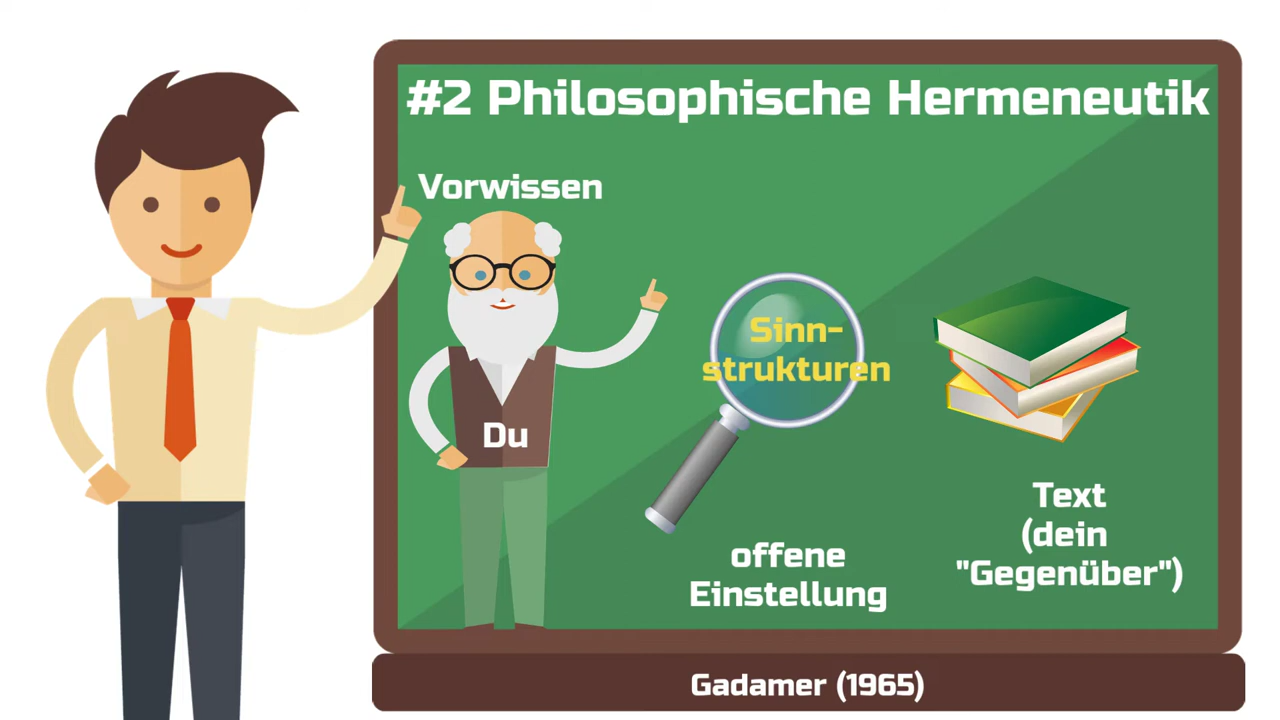 #2 Philosophische Hermeneutik
Vorwissen
Du
Sinn-
strukturen
offene
Einstellung
Text
(dein
"Gegenüber")
Gadamer (1965)